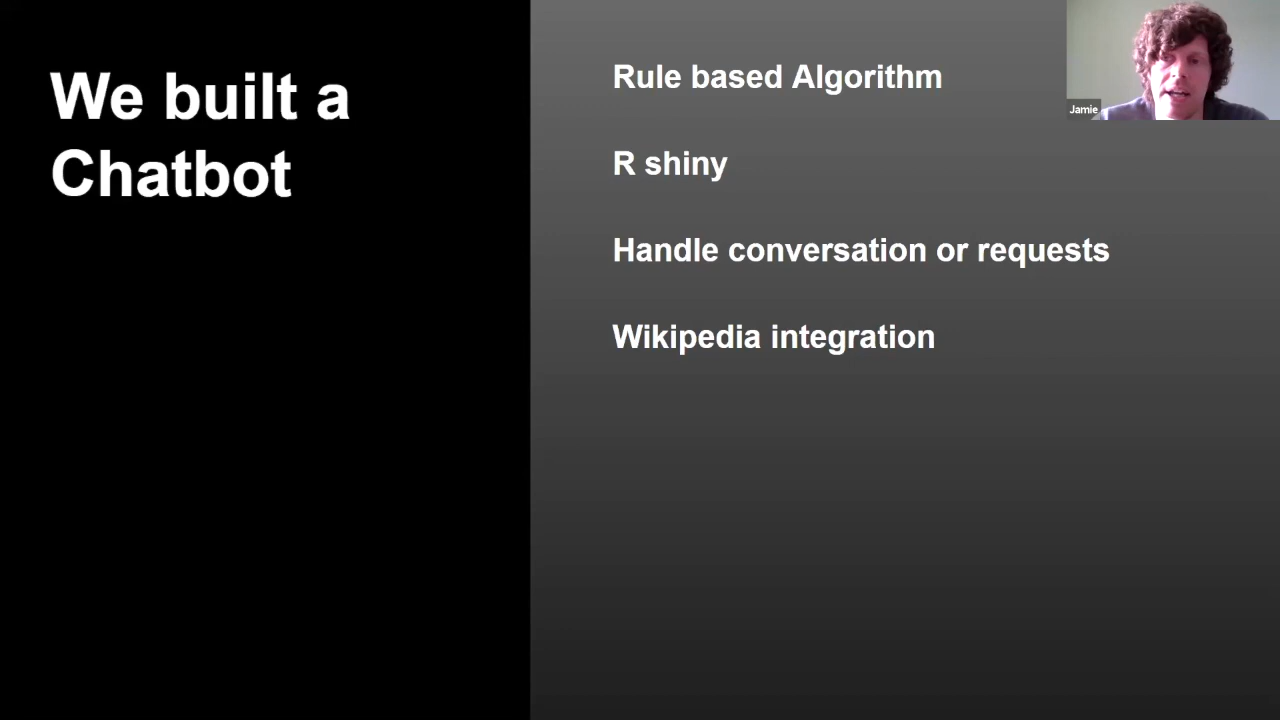 We built a
Chatbot
Rule based Algorithm
R shiny
Handle conversation or requests
Wikipedia integration
Jamie